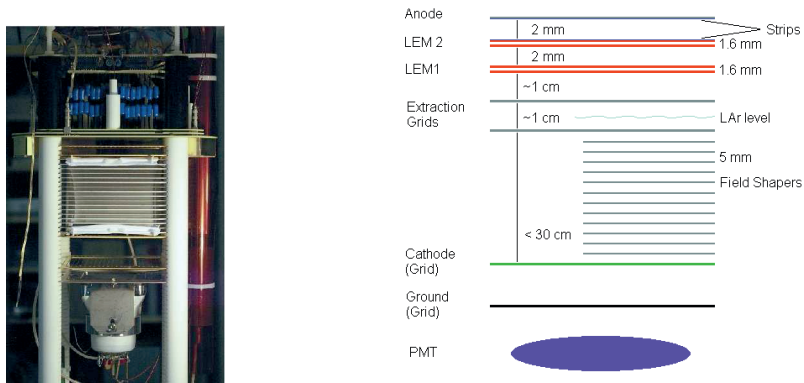 Anode
2 mm
Strips
LEM 2
1.6 mm
2 mm
LEM1
1.6 mm
~1 cm
Extraction
Grids
~1 cm
LAr level
5 mm
Field Shapers
< 30 cm
Cathode
(Grid)
Ground
(Grid)
PMT